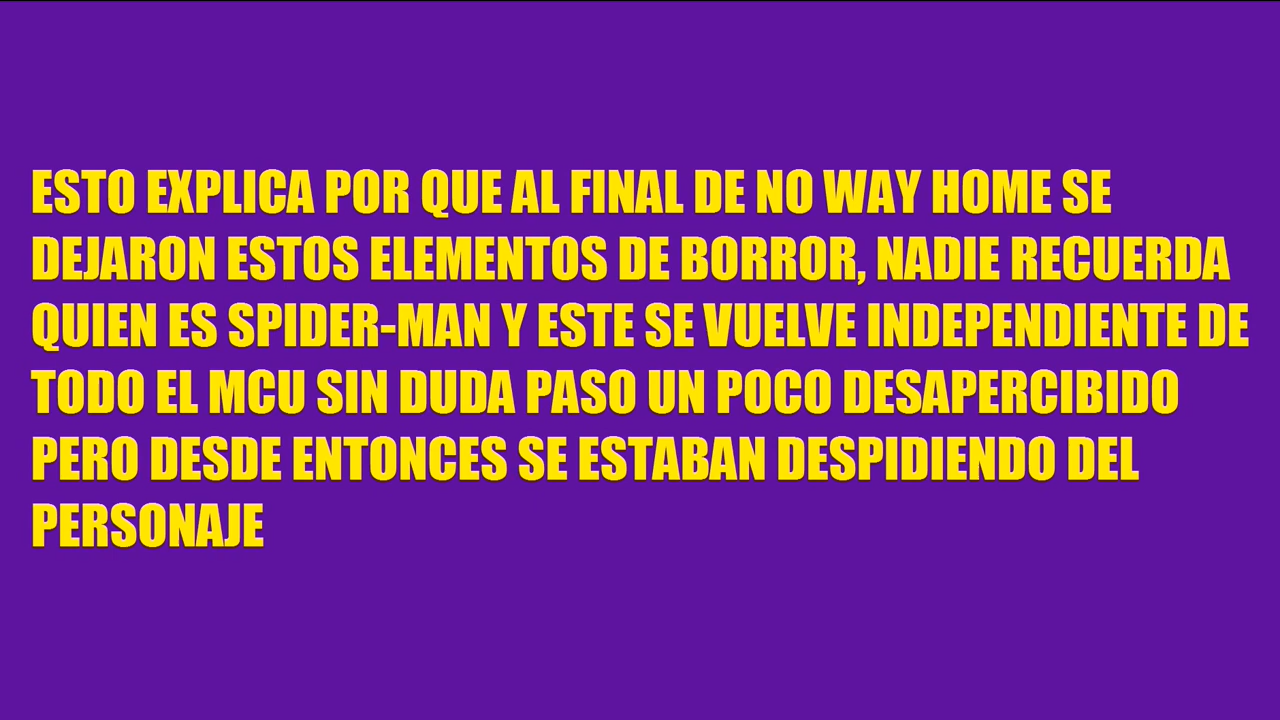 ESTO EXPLICA POR QUE AL FINAL DE NO WAY HOME SE
DEJARON ESTOS ELEMENTOS DE BORROR, NADIE RECUERDA
QUIEN ES SPIDER-MAN Y ESTE SE VUELVE INDEPENDIENTE DE
TODO EL MCU SIN DUDA PASO UN POCO DESAPERCIBIDO
PERO DESDE ENTONCES SE ESTABAN DESPIDIENDO DEL
PERSONAJE